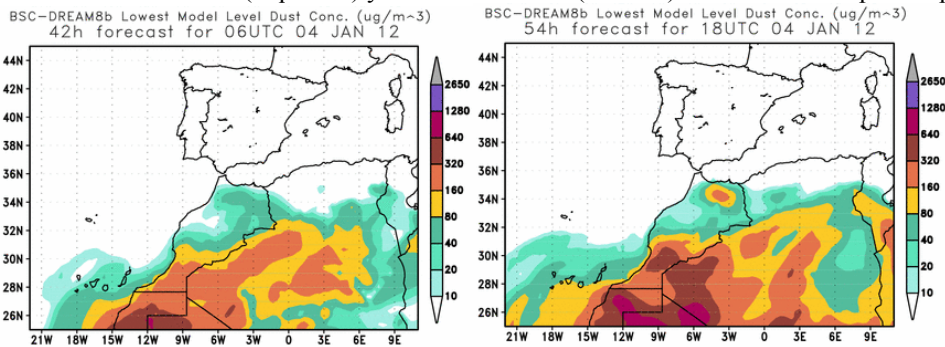 BSC-DREAM8b Lowest Model Level Dust Conc. (ug/m^3)
42h forecast for 06UTC 04 JAN 12
44N
42N
40N
38N
36N
34N
32N
30N
28N
26N
21W 18W 15W 12W 9W 6W 3W 0 3E 6E 9E
2650
1280
640
320
160
80
40
20
10
BSC-DREAM8b Lowest Model Level Dust Conc. (ug/m^3)
54h forecast for 18UTC 04 JAN 12
44N
42N
40N
38N
36N
34N
32N
30N
28N
26N
21W 18W 15W 12W 9W 6W 3W 0 3E 6E 9E
2650
1280
640
320
160
80
40
20
10